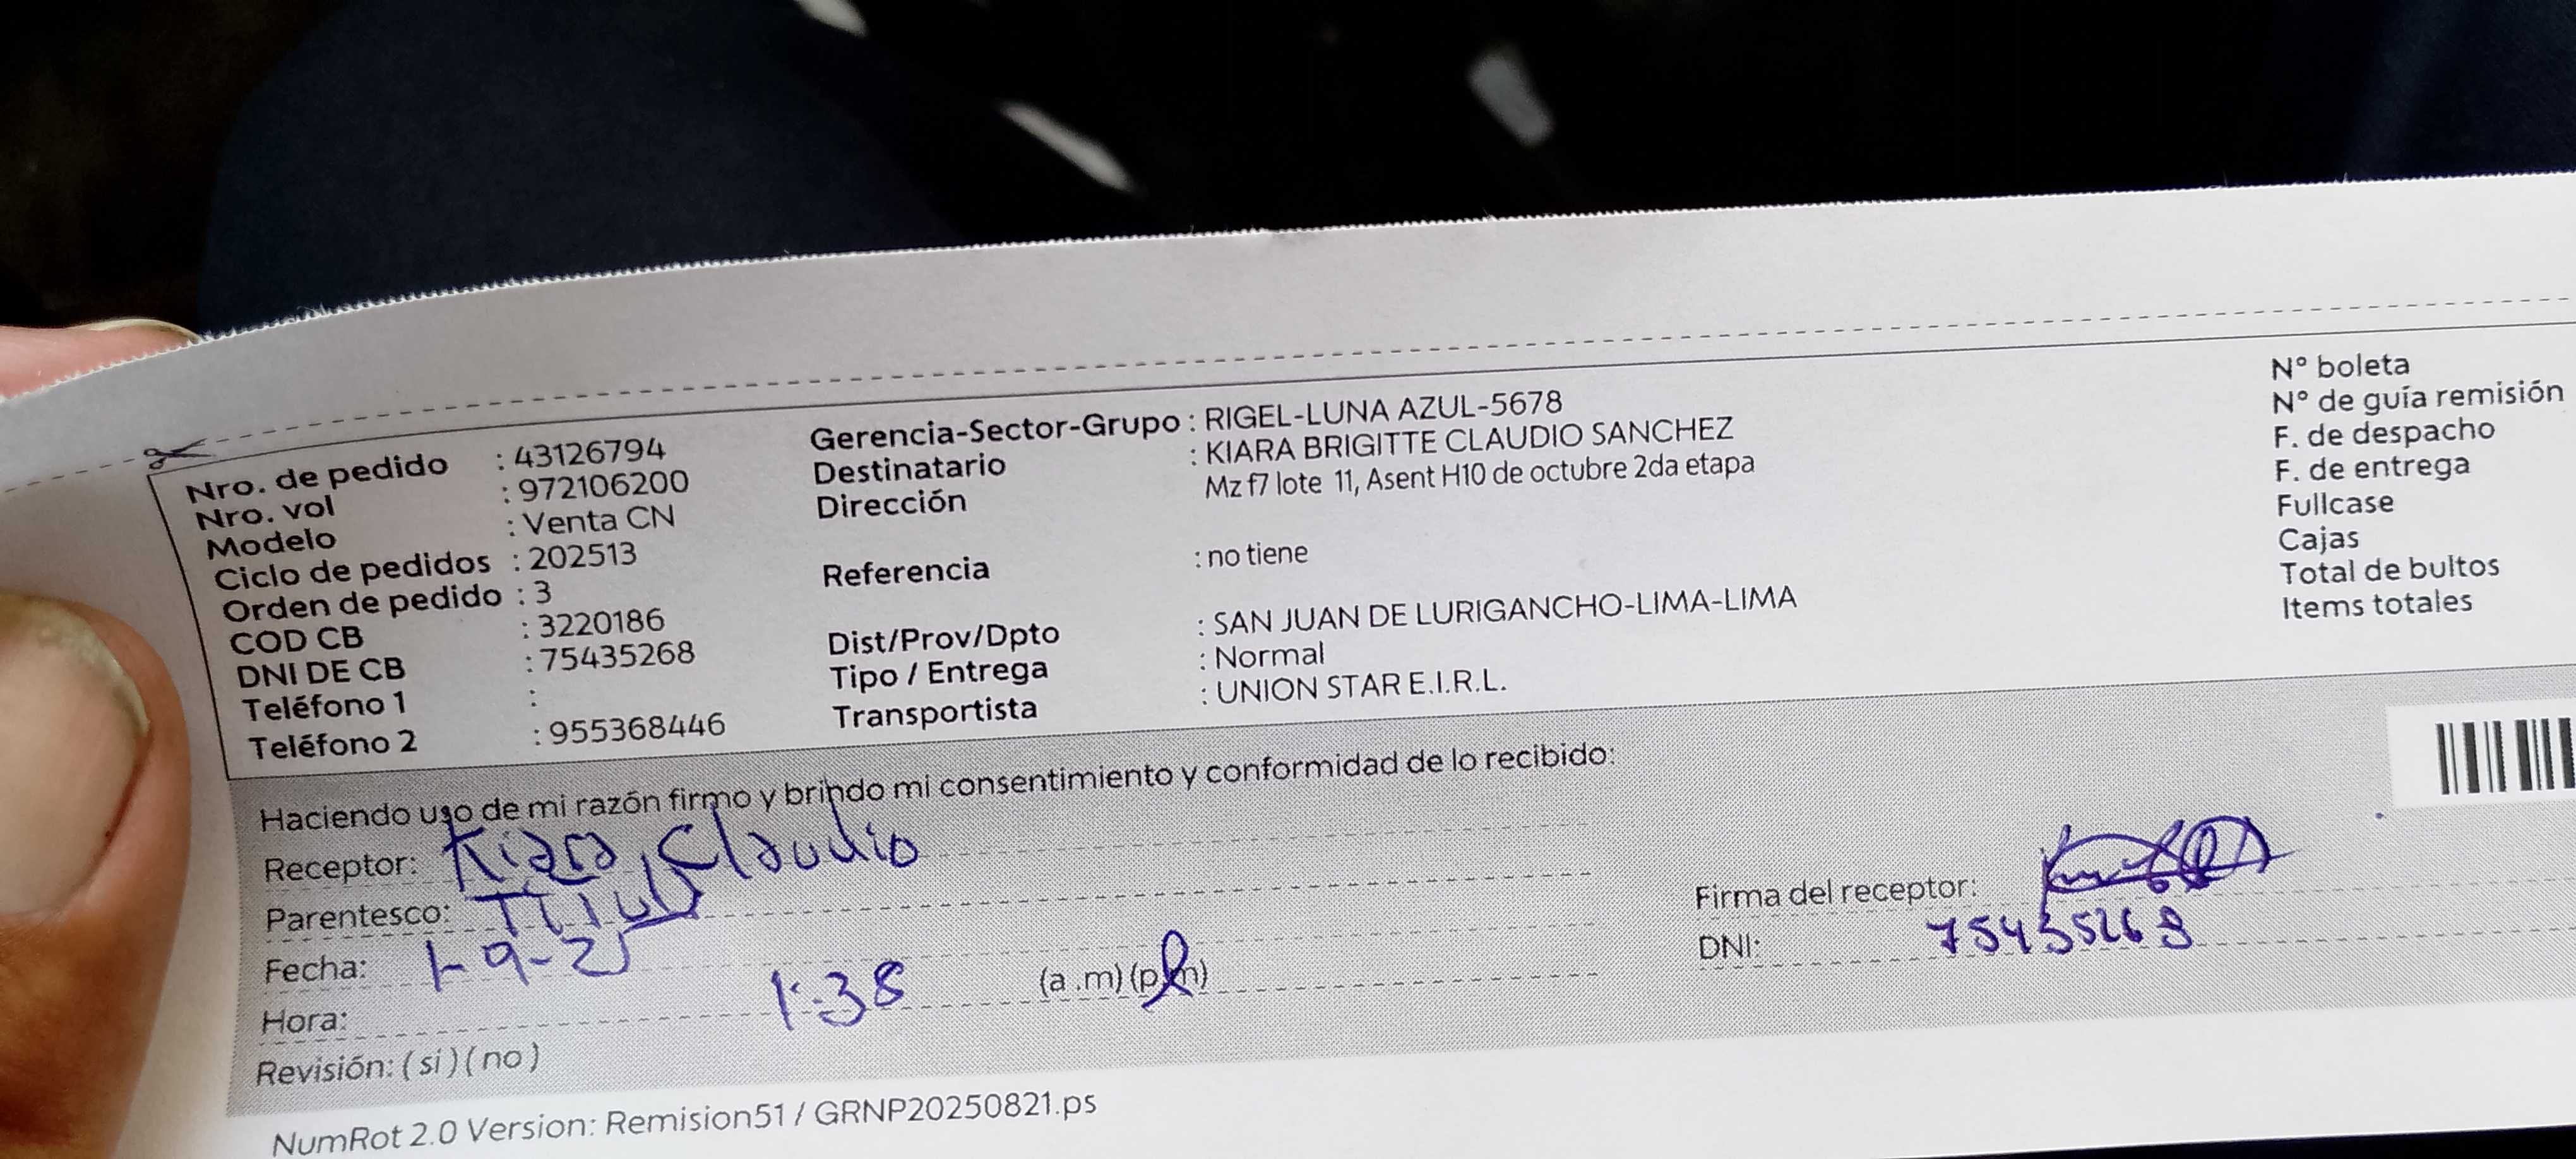 Nro. de pedido : 43126794
Nro. vol : 972106200
Modelo : Venta CN
Ciclo de pedidos : 202513
Orden de pedido : 3
COD CB : 3220186
DNI DE CB : 75435268
Teléfono 1 :
Teléfono 2 : 955368446
Gerencia-Sector-Grupo : RIGEL-LUNA AZUL-5678
Destinatario : KIARA BRIGITTE CLAUDIO SANCHEZ
Dirección Mz f7 lote 11, Asent H10 de octubre 2da etapa
Referencia : no tiene
Dist/Prov/Dpto : SAN JUAN DE LURIGANCHO-LIMA-LIMA
Tipo / Entrega : Normal
Transportista : UNION STAR E.I.R.L.
N° boleta
N° de guía remisión
F. de despacho
F. de entrega
Fullcase
Cajas
Total de bultos
Items totales
Haciendo uso de mi razón firmo y brindo mi consentimiento y conformidad de lo recibido:
Receptor: Kiara Claudio
Parentesco:
Fecha: 1-9-25
Hora: 1:38 (a .m) (p.m)
Revisión: ( si ) ( no )
Firma del receptor:
DNI: 75435268
NumRot 2.0 Version: Remision51 / GRNP20250821.ps